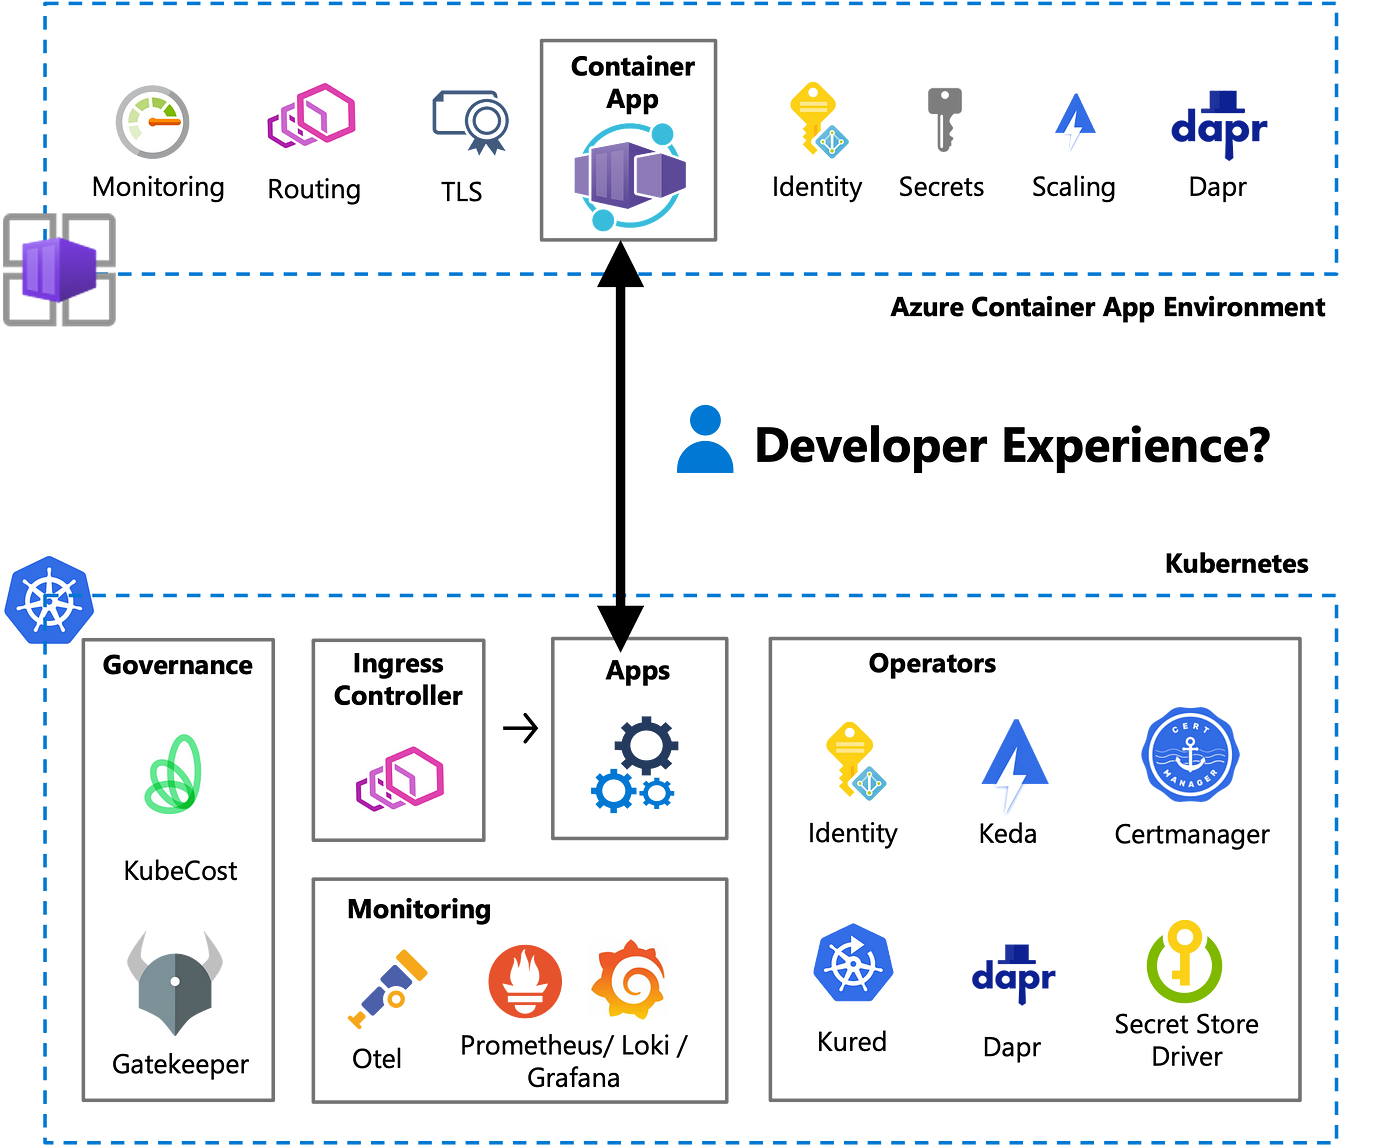 Container
App
Monitoring
Routing
TLS
Identity
Secrets
Scaling
dapr
Dapr
Azure Container App Environment
Developer Experience?
Kubernetes
Governance
KubeCost
Gatekeeper
Ingress
Controller
Apps
Monitoring
Otel
Prometheus/ Loki /
Grafana
Operators
Identity
Keda
CERT
MANAGER
Certmanager
Kured
dapr
Dapr
Secret Store
Driver